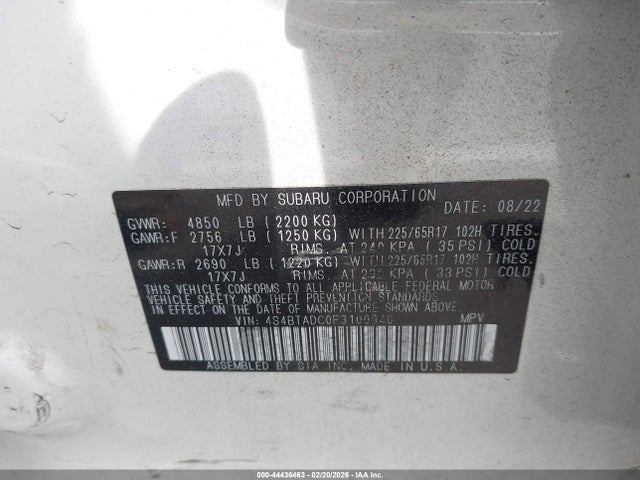 MFD BY SUBARU CORPORATION
DATE: 08/22
GVWR: 4850 LB ( 2200 KG)
GAWR:F 2756 LB ( 1250 KG) WITH 225/65R17 102H TIRES.
17X7J RIMS. AT 240 KPA ( 35 PSI) COLD
GAWR:R 2690 LB ( 1220 KG) WITH 225/65R17 102H TIRES.
17X7J RIMS. AT 230 KPA ( 33 PSI) COLD
THIS VEHICLE CONFORMS TO ALL APPLICABLE FEDERAL MOTOR
VEHICLE SAFETY AND THEFT PREVENTION STANDARDS
IN EFFECT ON THE DATE OF MANUFACTURE SHOWN ABOVE.
VIN: MPV
ASSEMBLED BY SIA INC. MADE IN U.S.A.
000-44436463 - 02/20/2026 - IAAI.COM